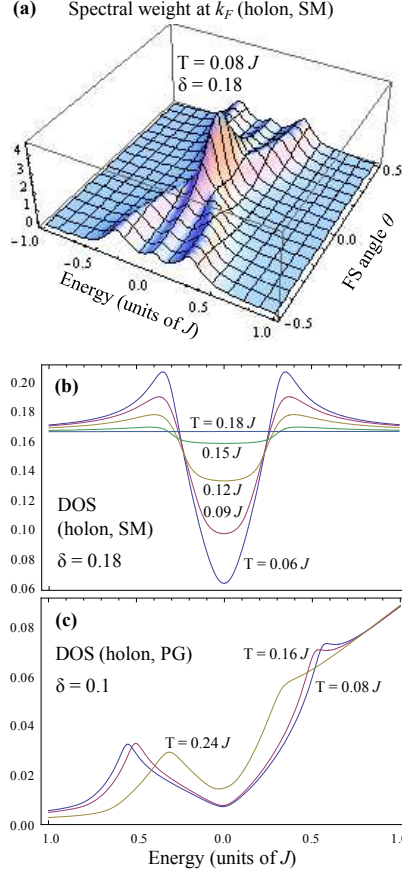 (a) Spectral weight at k_F (holon, SM)
T = 0.08 J
δ = 0.18
4
3
2
1
0
-1.0
-0.5
0.0
0.5
1.0
Energy (units of J)
0.5
0.0
-0.5
FS angle θ
(b)
0.20
0.18
0.16
0.14
0.12
0.10
0.08
0.06
T = 0.18 J
0.15 J
0.12 J
0.09 J
T = 0.06 J
DOS
(holon, SM)
δ = 0.18
(c)
DOS (holon, PG)
δ = 0.1
T = 0.16 J
T = 0.08 J
T = 0.24 J
0.08
0.06
0.04
0.02
0.00
1.0 0.5 0.0 0.5 1.0
Energy (units of J)